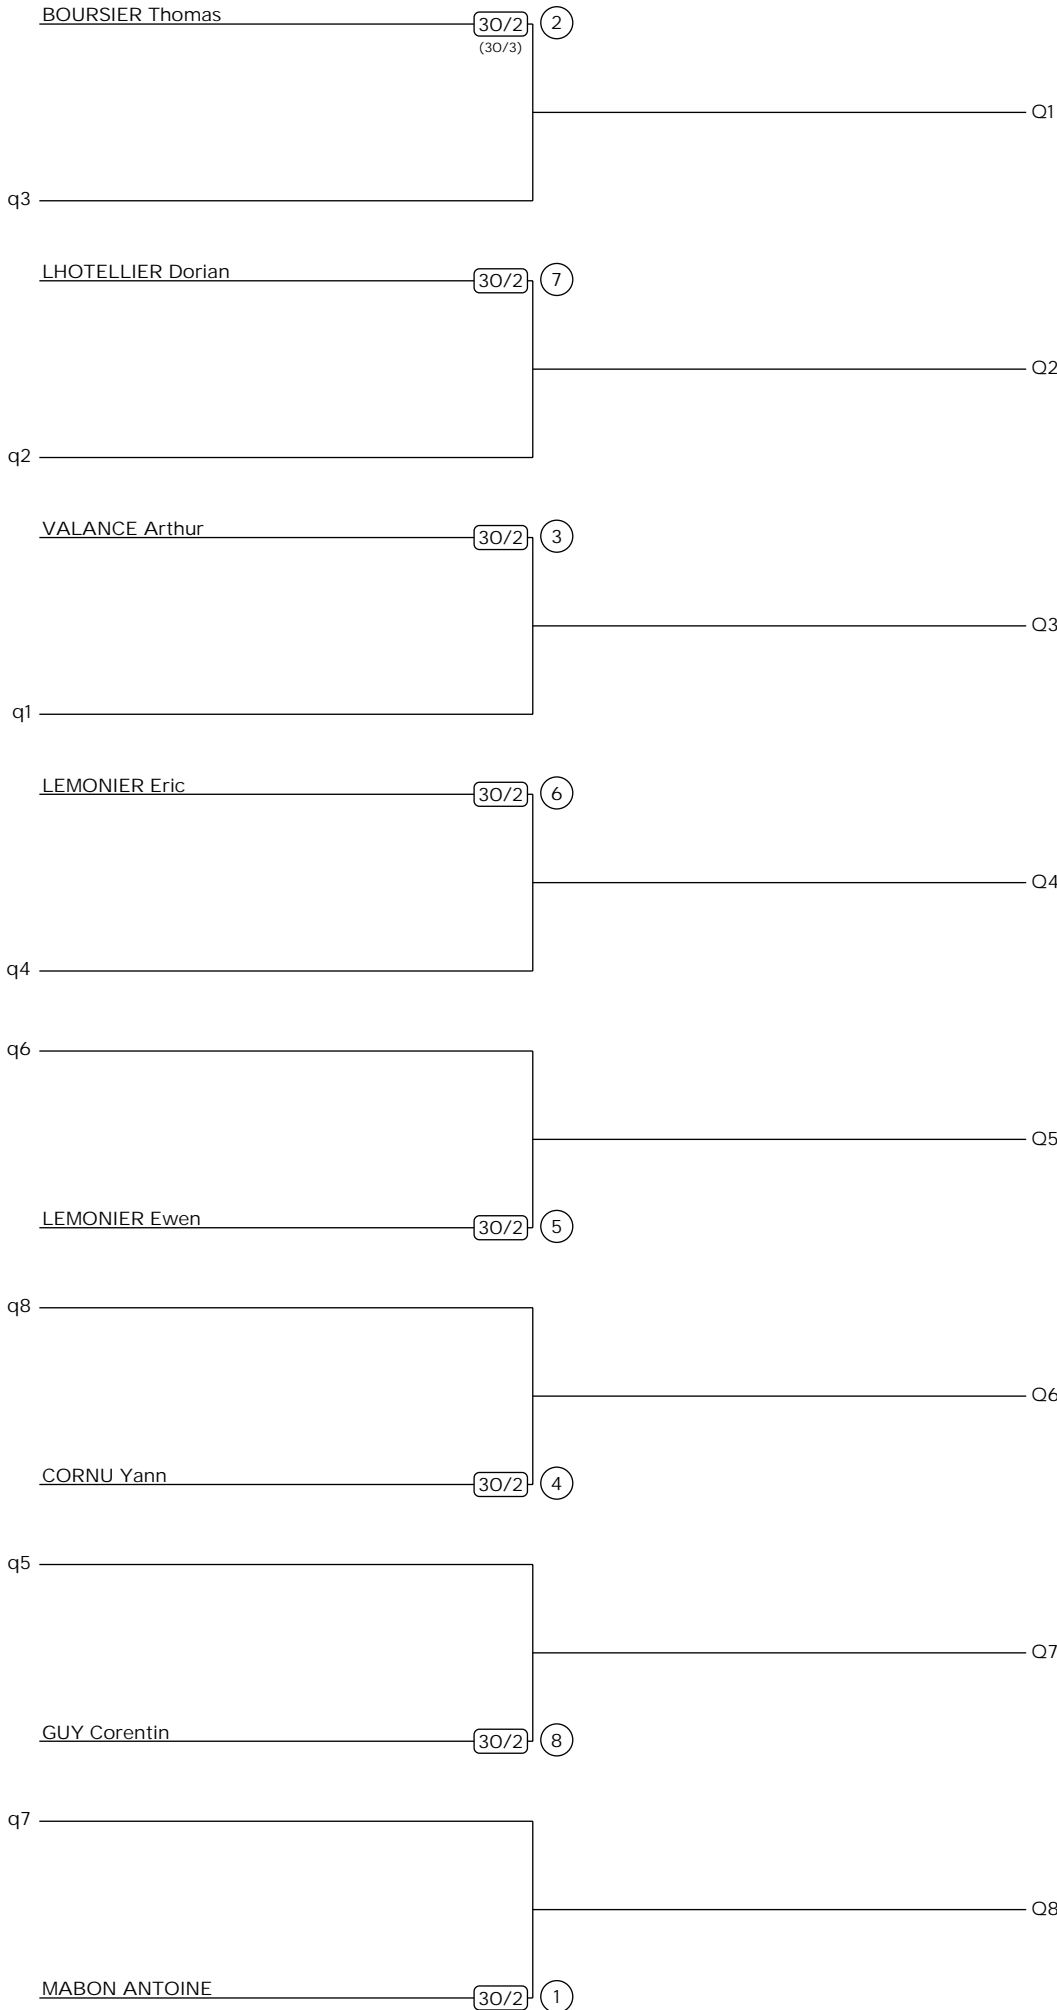 BOURSIER Thomas 30/2 2
(30/3)
Q1
q3
LHOTELLIER Dorian 30/2 7
Q2
q2
VALANCE Arthur 30/2 3
Q3
q1
LEMONIER Eric 30/2 6
Q4
q4
q6
Q5
LEMONIER Ewen 30/2 5
q8
Q6
CORNU Yann 30/2 4
q5
Q7
GUY Corentin 30/2 8
q7
Q8
MABON ANTOINE 30/2 1